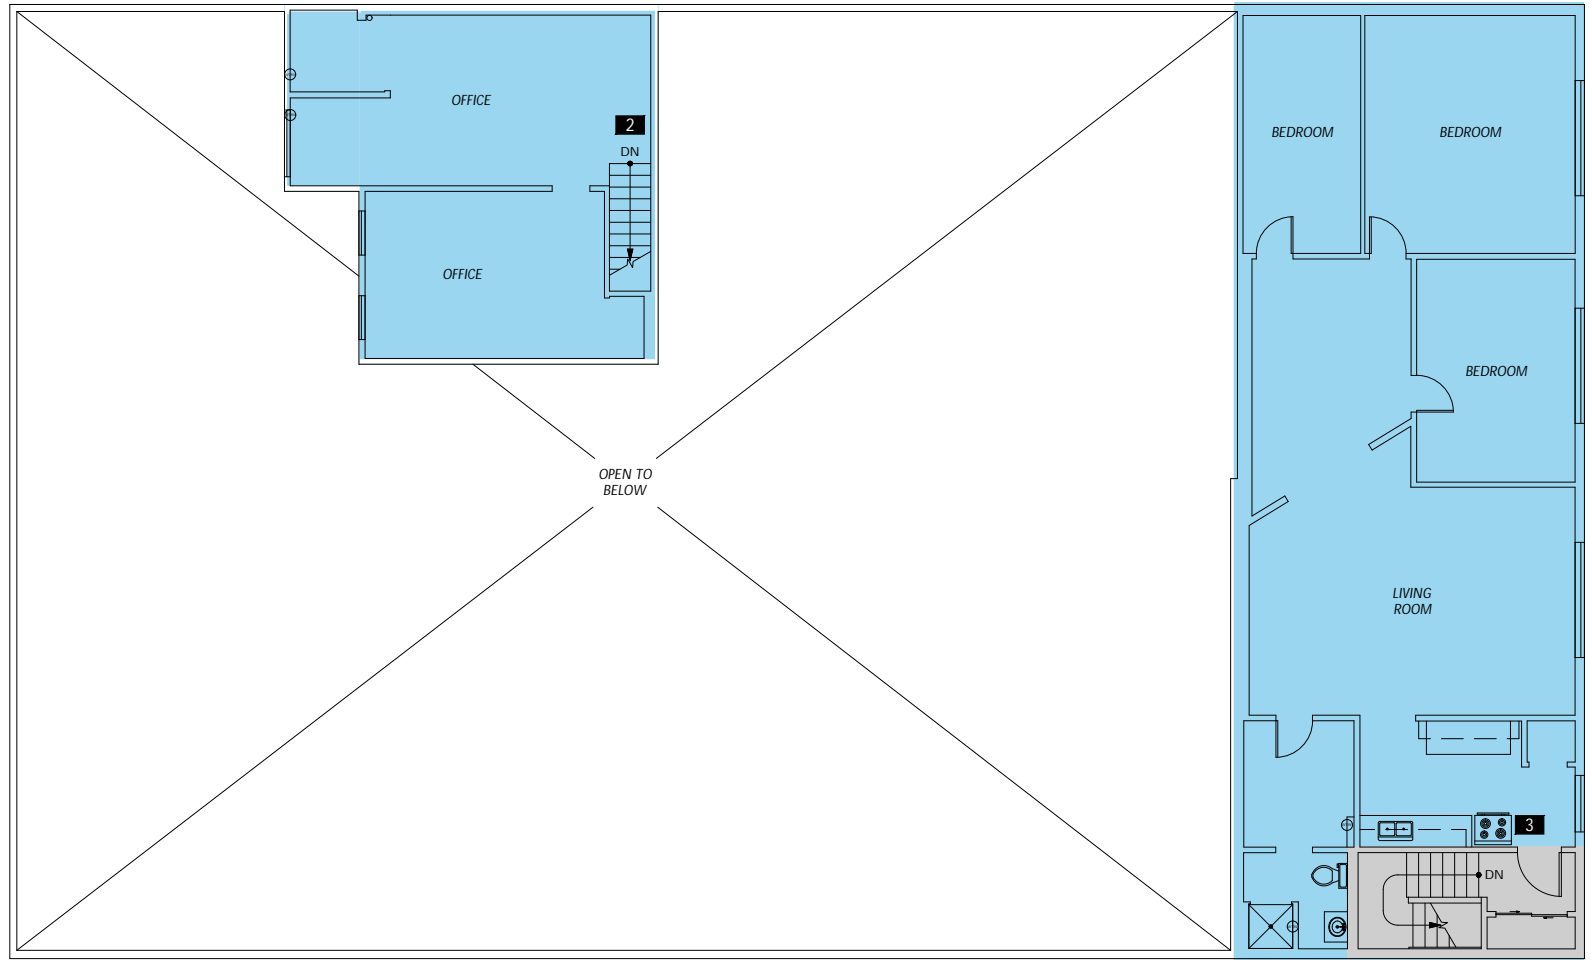 OFFICE
2
DN
OFFICE
BEDROOM
BEDROOM
BEDROOM
OPEN TO
BELOW
LIVING
ROOM
3
DN